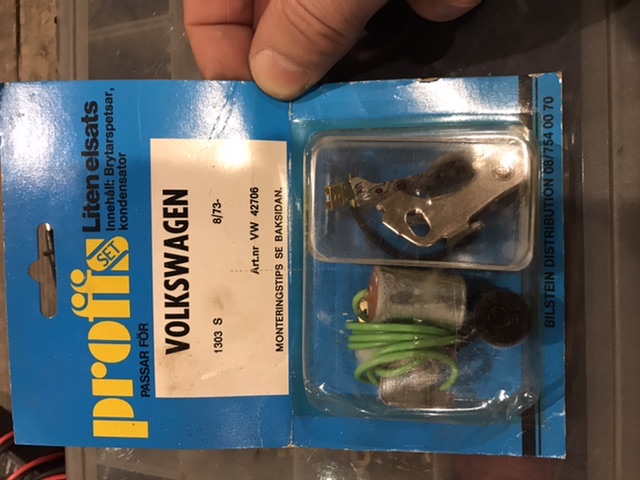 proffs
SET
Liten elsats
Innehåll: Brytarspetsar,
kondensator
PASSAR FÖR
VOLKSWAGEN
1303 S 8/73-
Art.nr VW 42706
MONTERINGSTIPS SE BAKSIDAN.
BILSTEIN DISTRIBUTION 08/754 00 70